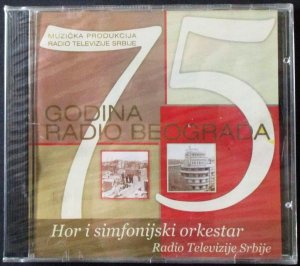 MUZIČKA PRODUKCIJA
RADIO TELEVIZIJE SRBIJE
75
GODINA
RADIO BEOGRADA
Hor i simfonijski orkestar
Radio Televizije Srbije